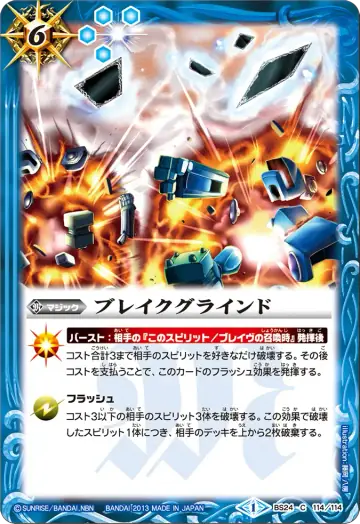 6
マジック ブレイクグラインド
バースト：相手の『このスピリット／ブレイヴの召喚時』発揮後
コスト合計3まで相手のスピリットを好きなだけ破壊する。その後
コストを支払うことで、このカードのフラッシュ効果を発揮する。
フラッシュ
コスト3以下の相手のスピリット3体を破壊する。この効果で破壊
したスピリット1体につき、相手のデッキを上から2枚破棄する。
©SUNRISE/BANDAI,NBN BANDAI 2013 MADE IN JAPAN 1 BS24 C 114/114